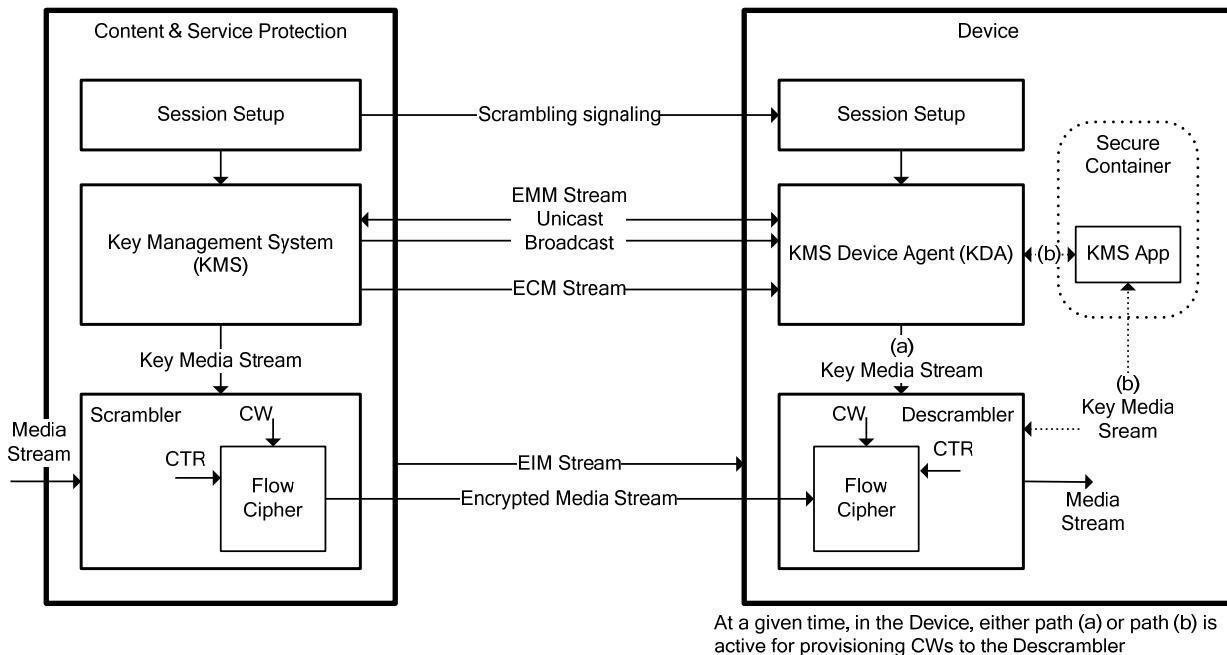 Content & Service Protection
Device
Session Setup
Scrambling signaling
Session Setup
Secure
Container
EMM Stream
Unicast
Broadcast
Key Management System
(KMS)
KMS Device Agent (KDA)
(b)
KMS App
ECM Stream
Key Media Stream
(a)
Key Media Stream
(b)
Key Media
Sream
Scrambler
CW
CTR
Flow
Cipher
Media
Stream
EIM Stream
Encrypted Media Stream
CW
Descrambler
CTR
Flow
Cipher
Media
Stream
At a given time, in the Device, either path (a) or path (b) is
active for provisioning CWs to the Descrambler